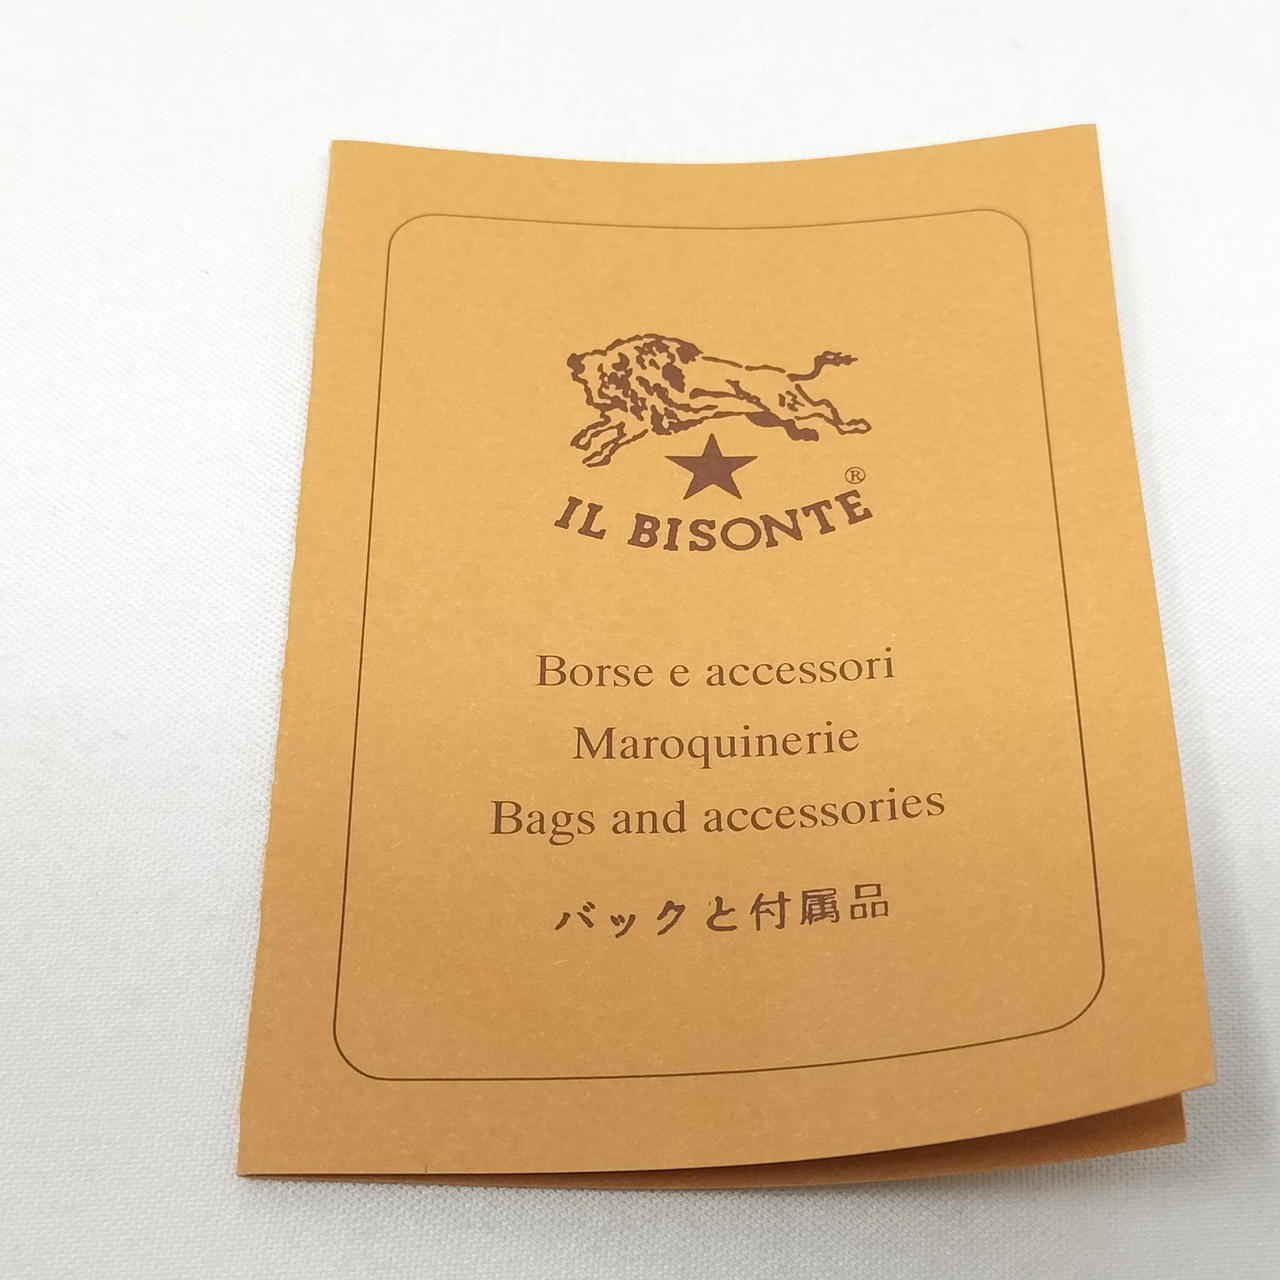 IL BISONTE®
Borse e accessori
Maroquinerie
Bags and accessories
バックと付属品